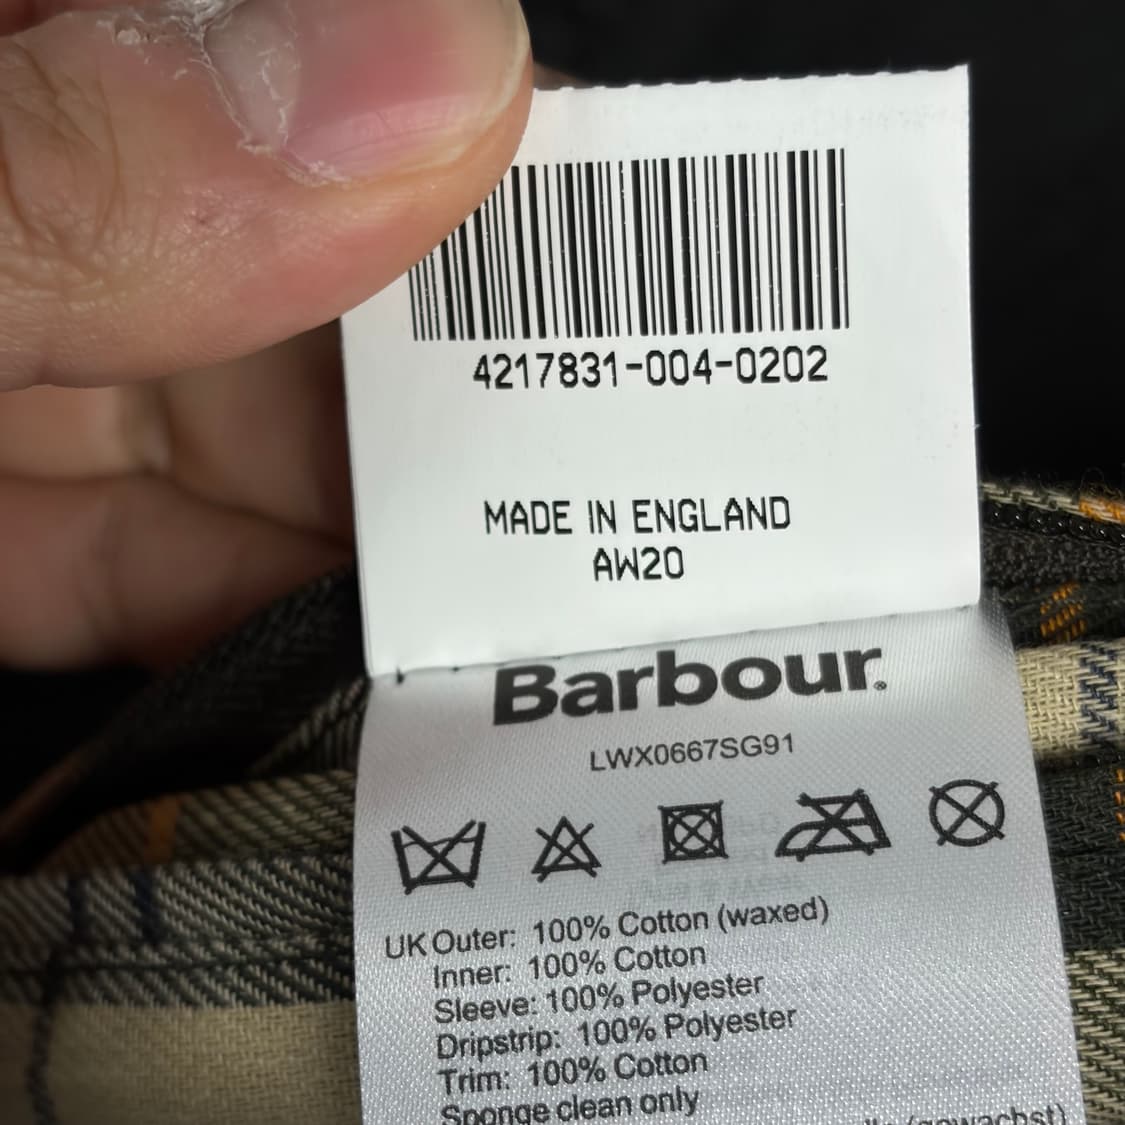 4217831-004-0202
MADE IN ENGLAND
AW20
Barbour.
LWX0667SG91
UK Outer: 100% Cotton (waxed)
Inner: 100% Cotton
Sleeve: 100% Polyester
Dripstrip: 100% Polyester
Trim: 100% Cotton
Sponge clean only
(gewachst)